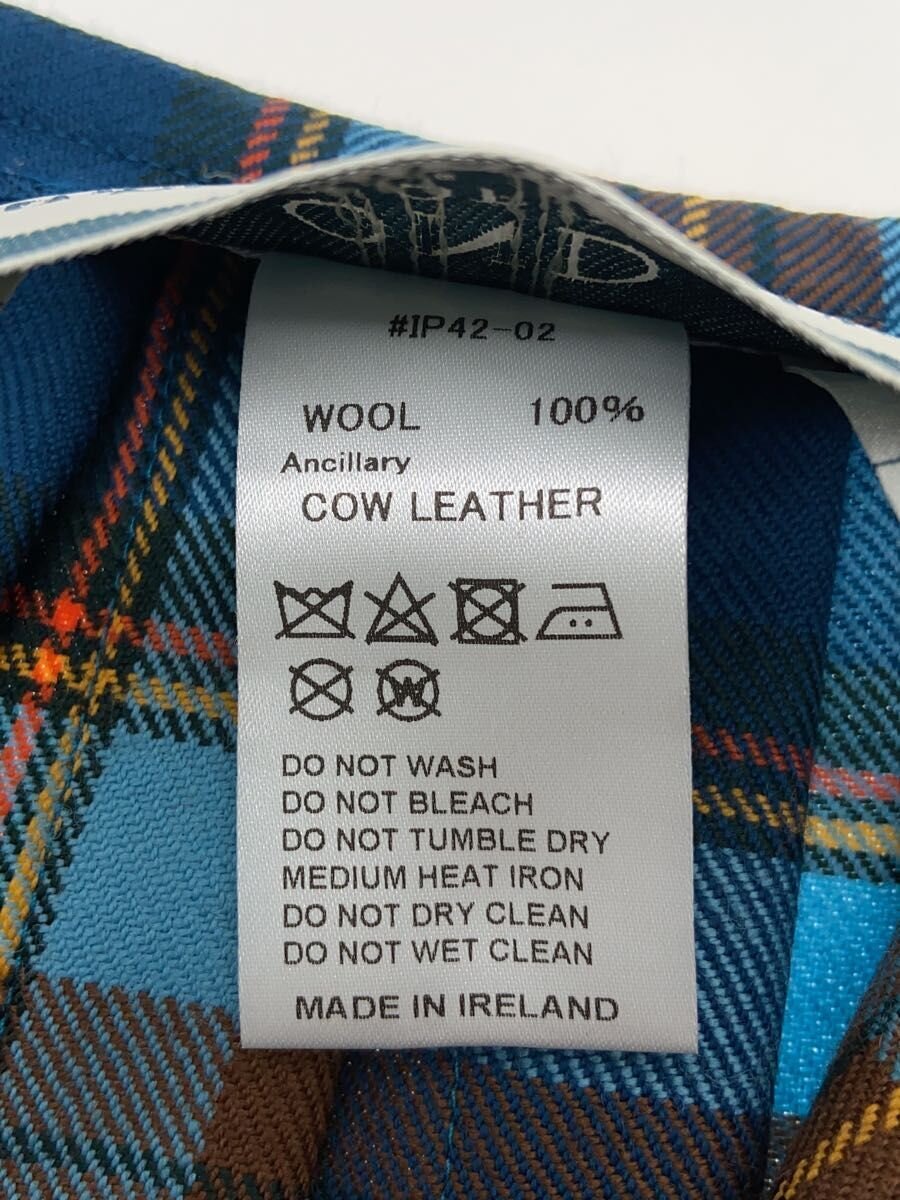 #IP42-02
WOOL 100%
Ancillary
COW LEATHER
W
DO NOT WASH
DO NOT BLEACH
DO NOT TUMBLE DRY
MEDIUM HEAT IRON
DO NOT DRY CLEAN
DO NOT WET CLEAN
MADE IN IRELAND